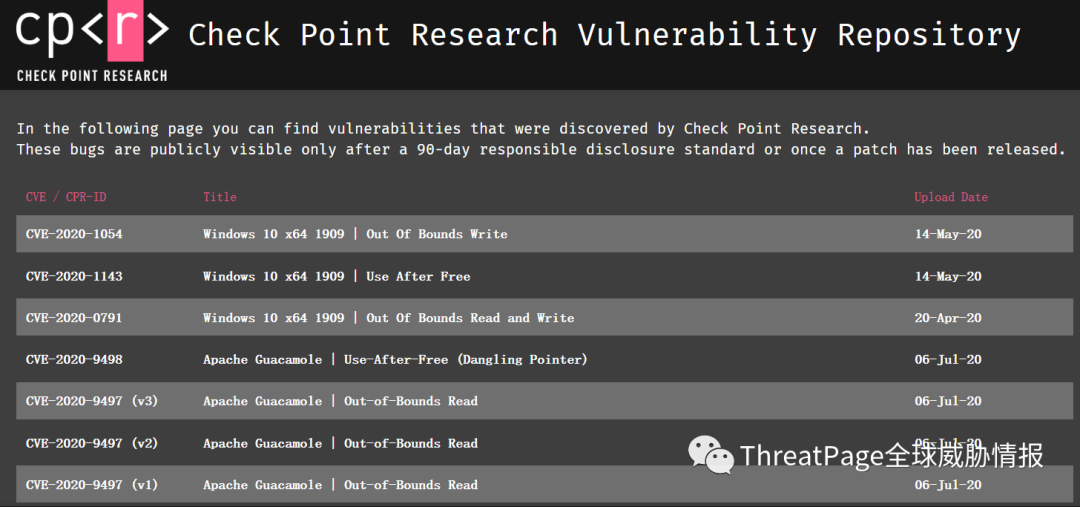 cp<r>
CHECK POINT RESEARCH
Check Point Research Vulnerability Repository
In the following page you can find vulnerabilities that were discovered by Check Point Research.
These bugs are publicly visible only after a 90-day responsible disclosure standard or once a patch has been released.
CVE / CPR-ID Title Upload Date
CVE-2020-1054 Windows 10 x64 1909 | Out Of Bounds Write 14-May-20
CVE-2020-1143 Windows 10 x64 1909 | Use After Free 14-May-20
CVE-2020-0791 Windows 10 x64 1909 | Out Of Bounds Read and Write 20-Apr-20
CVE-2020-9498 Apache Guacamole | Use-After-Free (Dangling Pointer) 06-Jul-20
CVE-2020-9497 (v3) Apache Guacamole | Out-of-Bounds Read 06-Jul-20
CVE-2020-9497 (v2) Apache Guacamole | Out-of-Bounds Read 06-Jul-20
ThreatPage全球威胁情报
CVE-2020-9497 (v1) Apache Guacamole | Out-of-Bounds Read 06-Jul-20